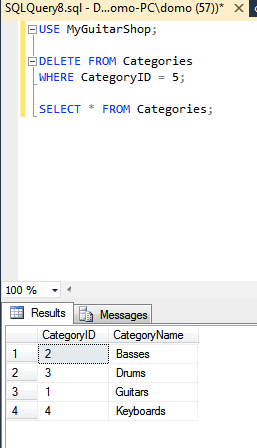 SQLQuery8.sql - D...omo-PC\domo (57))*
USE MyGuitarShop;
DELETE FROM Categories
WHERE CategoryID = 5;
SELECT * FROM Categories;
100 %
Results Messages
CategoryID CategoryName
1 2 Basses
2 3 Drums
3 1 Guitars
4 4 Keyboards